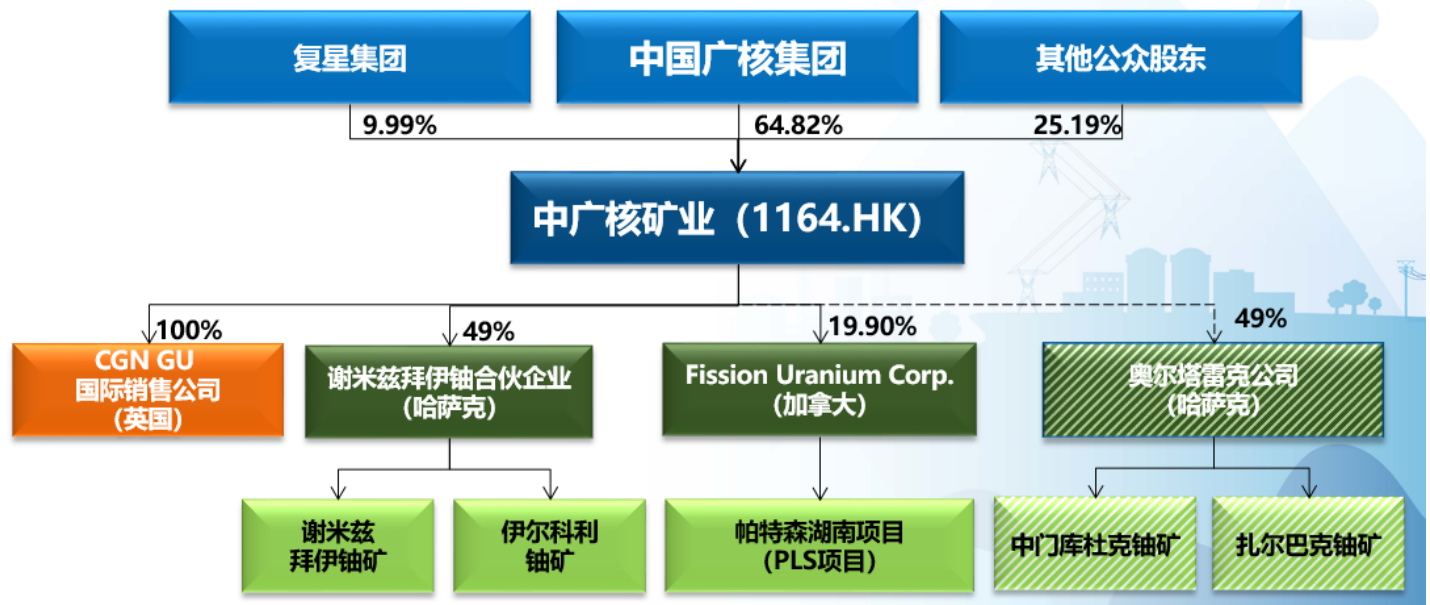 复星集团
中国广核集团
其他公众股东
9.99%
64.82%
25.19%
中广核矿业（1164.HK）
100%
49%
19.90%
49%
CGN GU
国际销售公司
（英国）
谢米兹拜伊铀合伙企业
（哈萨克）
Fission Uranium Corp.
（加拿大）
奥尔塔雷克公司
（哈萨克）
谢米兹
拜伊铀矿
伊尔科利
铀矿
帕特森湖南项目
（PLS项目）
中门库杜克铀矿
扎尔巴克铀矿